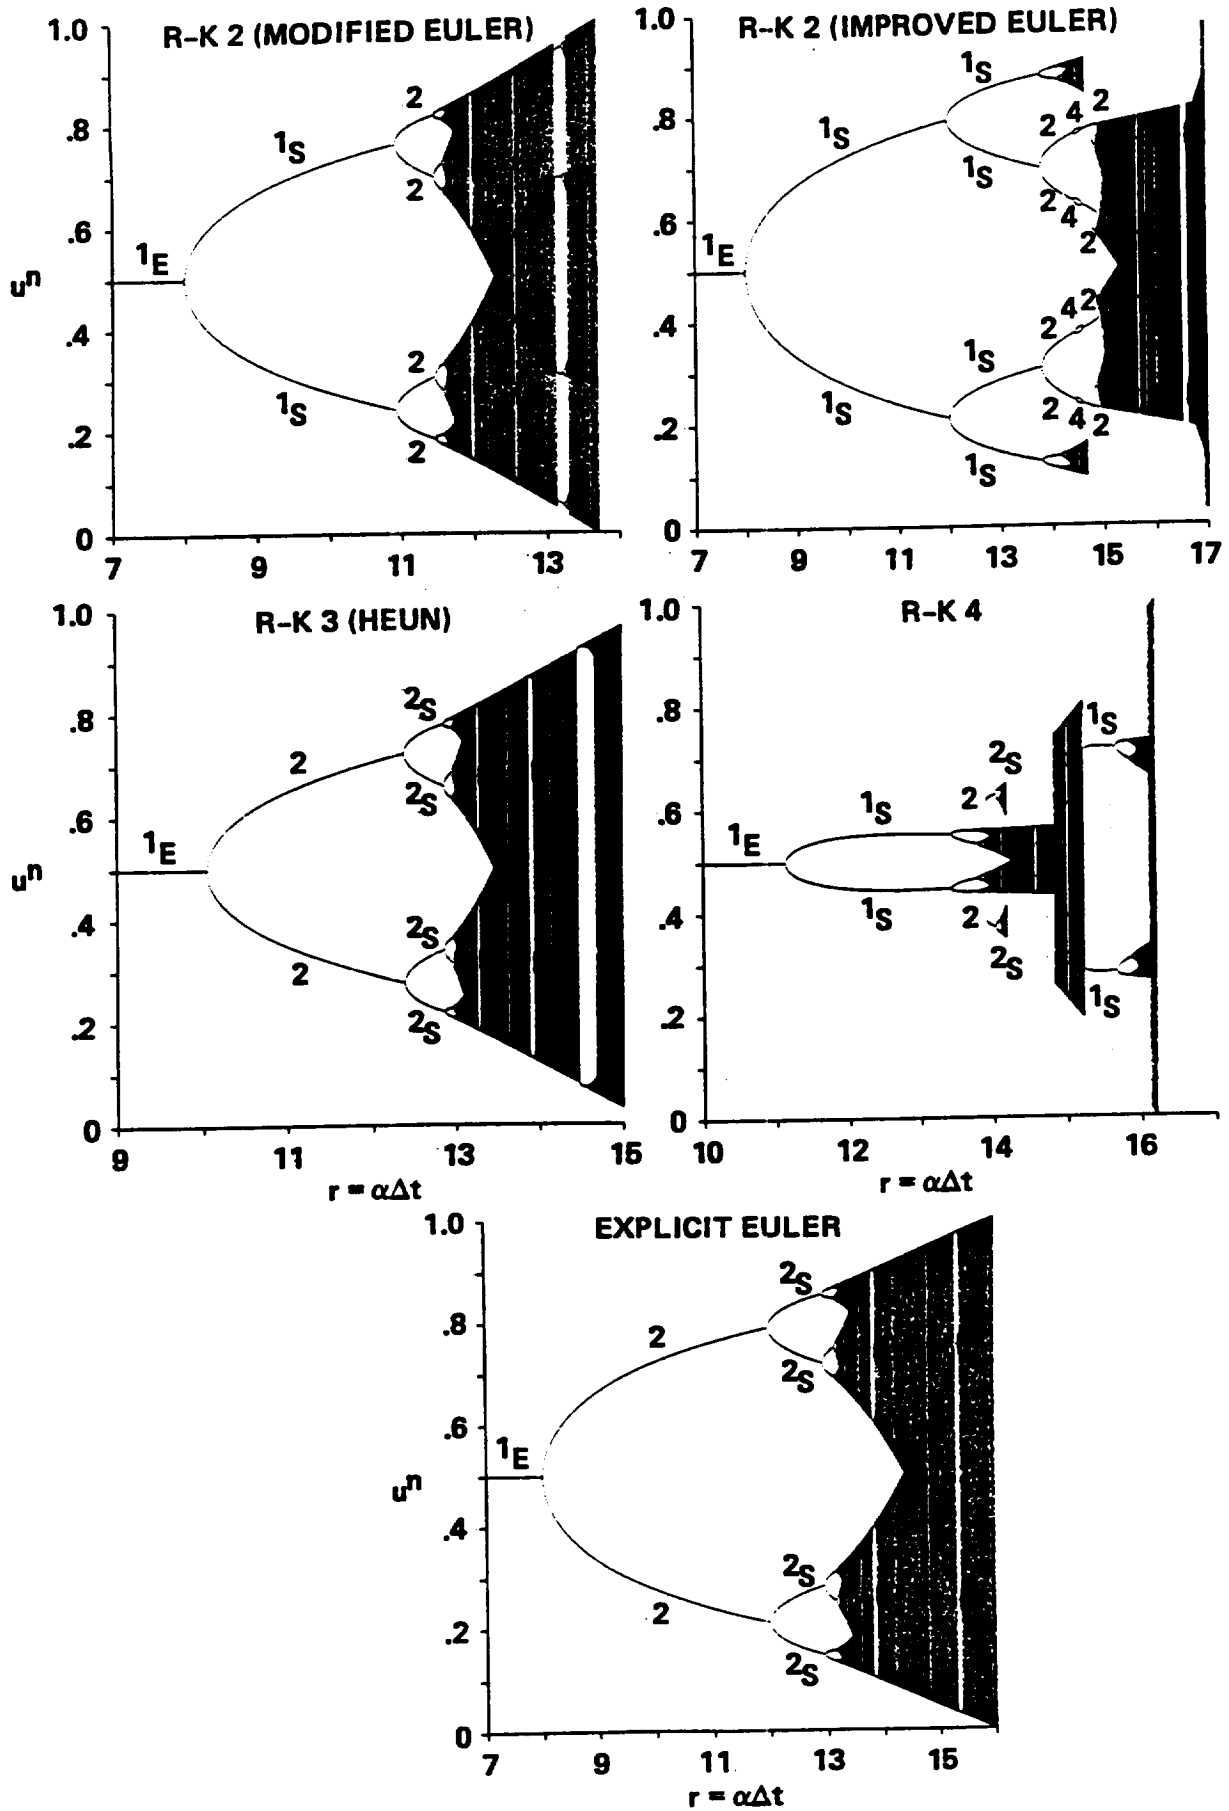 R-K 2 (MODIFIED EULER)
1.0
.8
.6
.4
.2
0
uⁿ
1E
1S
1S
2
2
2
2
7 9 11 13
R-K 2 (IMPROVED EULER)
1.0
.8
.6
.4
.2
0
1E
1S
1S
1S
1S
1S
1S
2 4 2
2 4 2
2 4 2
2 4 2
7 9 11 13 15 17
R-K 3 (HEUN)
1.0
.8
.6
.4
.2
0
uⁿ
1E
2
2
2S
2S
2S
2S
9 11 13 15
r = αΔt
R-K 4
1.0
.8
.6
.4
.2
0
1E
1S
1S
2S
2
2
2S
1S
1S
10 12 14 16
r = αΔt
EXPLICIT EULER
1.0
.8
.6
.4
.2
0
uⁿ
1E
2
2
2S
2S
2S
2S
7 9 11 13 15
r = αΔt